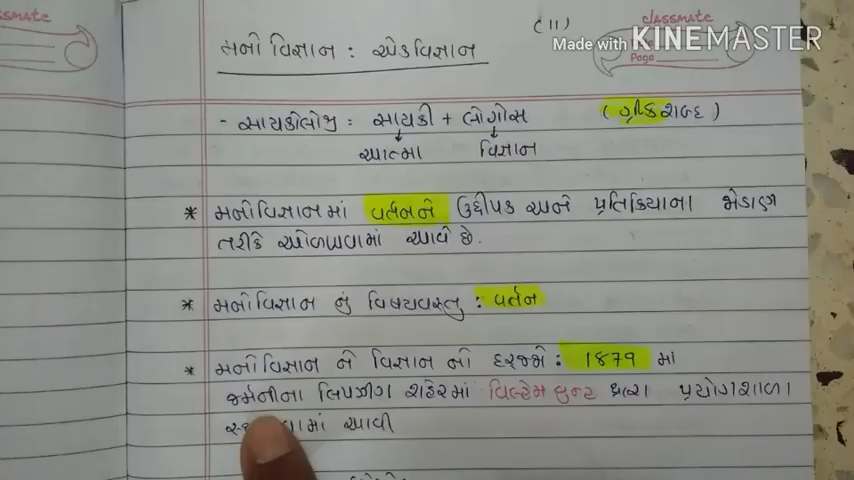 ssmate
(11)
classmate
Made with KINEMASTER
Page
મનોવિજ્ઞાન : એક વિજ્ઞાન
- સાયકોલોજી : સાયકી + લોગોસ (ગ્રીક શબ્દ)
આત્મા વિજ્ઞાન
* મનોવિજ્ઞાનમાં વર્તનને ઉદ્દીપક અને પ્રતિક્રિયાના જોડાણ
તરીકે ઓળખવામાં આવે છે.
* મનોવિજ્ઞાન નું વિષયવસ્તુ : વર્તન
* મનોવિજ્ઞાન ને વિજ્ઞાન નો દરજ્જો : 1879 માં
જર્મનીના લિપઝીગ શહેરમાં વિલ્હેમ વુન્ટ દ્વારા પ્રયોગશાળા
આવી